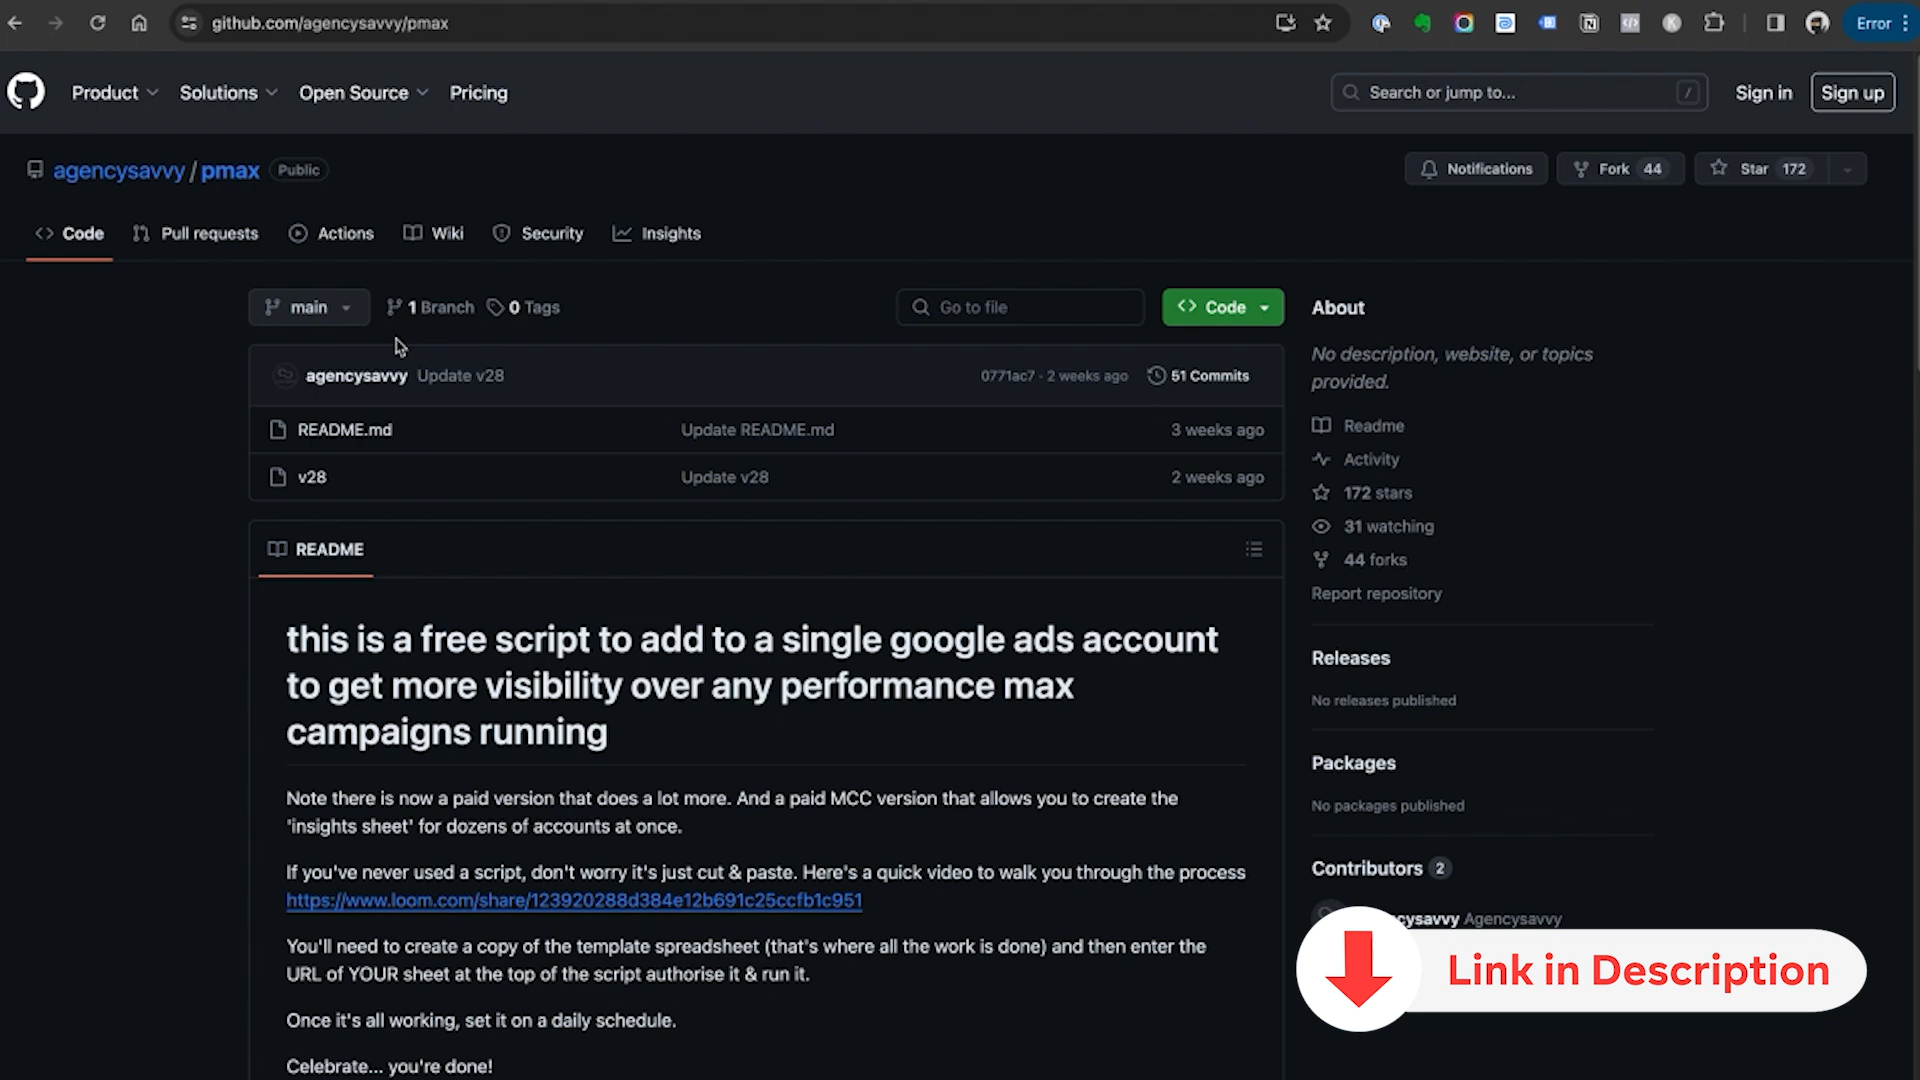 github.com/agencysavvy/pmax
Error
Product
Solutions
Open Source
Pricing
Search or jump to...
/
Sign in
Sign up
agencysavvy / pmax
Public
Notifications
Fork 44
Star 172
Code
Pull requests
Actions
Wiki
Security
Insights
main
1 Branch
0 Tags
Go to file
Code
About
No description, website, or topics
provided.
agencysavvy Update v28
0771ac7 · 2 weeks ago
51 Commits
README.md
Update README.md
3 weeks ago
v28
Update v28
2 weeks ago
Readme
Activity
172 stars
31 watching
44 forks
Report repository
README
this is a free script to add to a single google ads account
to get more visibility over any performance max
campaigns running
Note there is now a paid version that does a lot more. And a paid MCC version that allows you to create the
'insights sheet' for dozens of accounts at once.
If you've never used a script, don't worry it's just cut & paste. Here's a quick video to walk you through the process
https://www.loom.com/share/123920288d384e12b691c25ccfb1c951
You'll need to create a copy of the template spreadsheet (that's where all the work is done) and then enter the
URL of YOUR sheet at the top of the script authorise it & run it.
Once it's all working, set it on a daily schedule.
Celebrate... you're done!
Releases
No releases published
Packages
No packages published
Contributors 2
cysavvy Agencysavvy
Link in Description